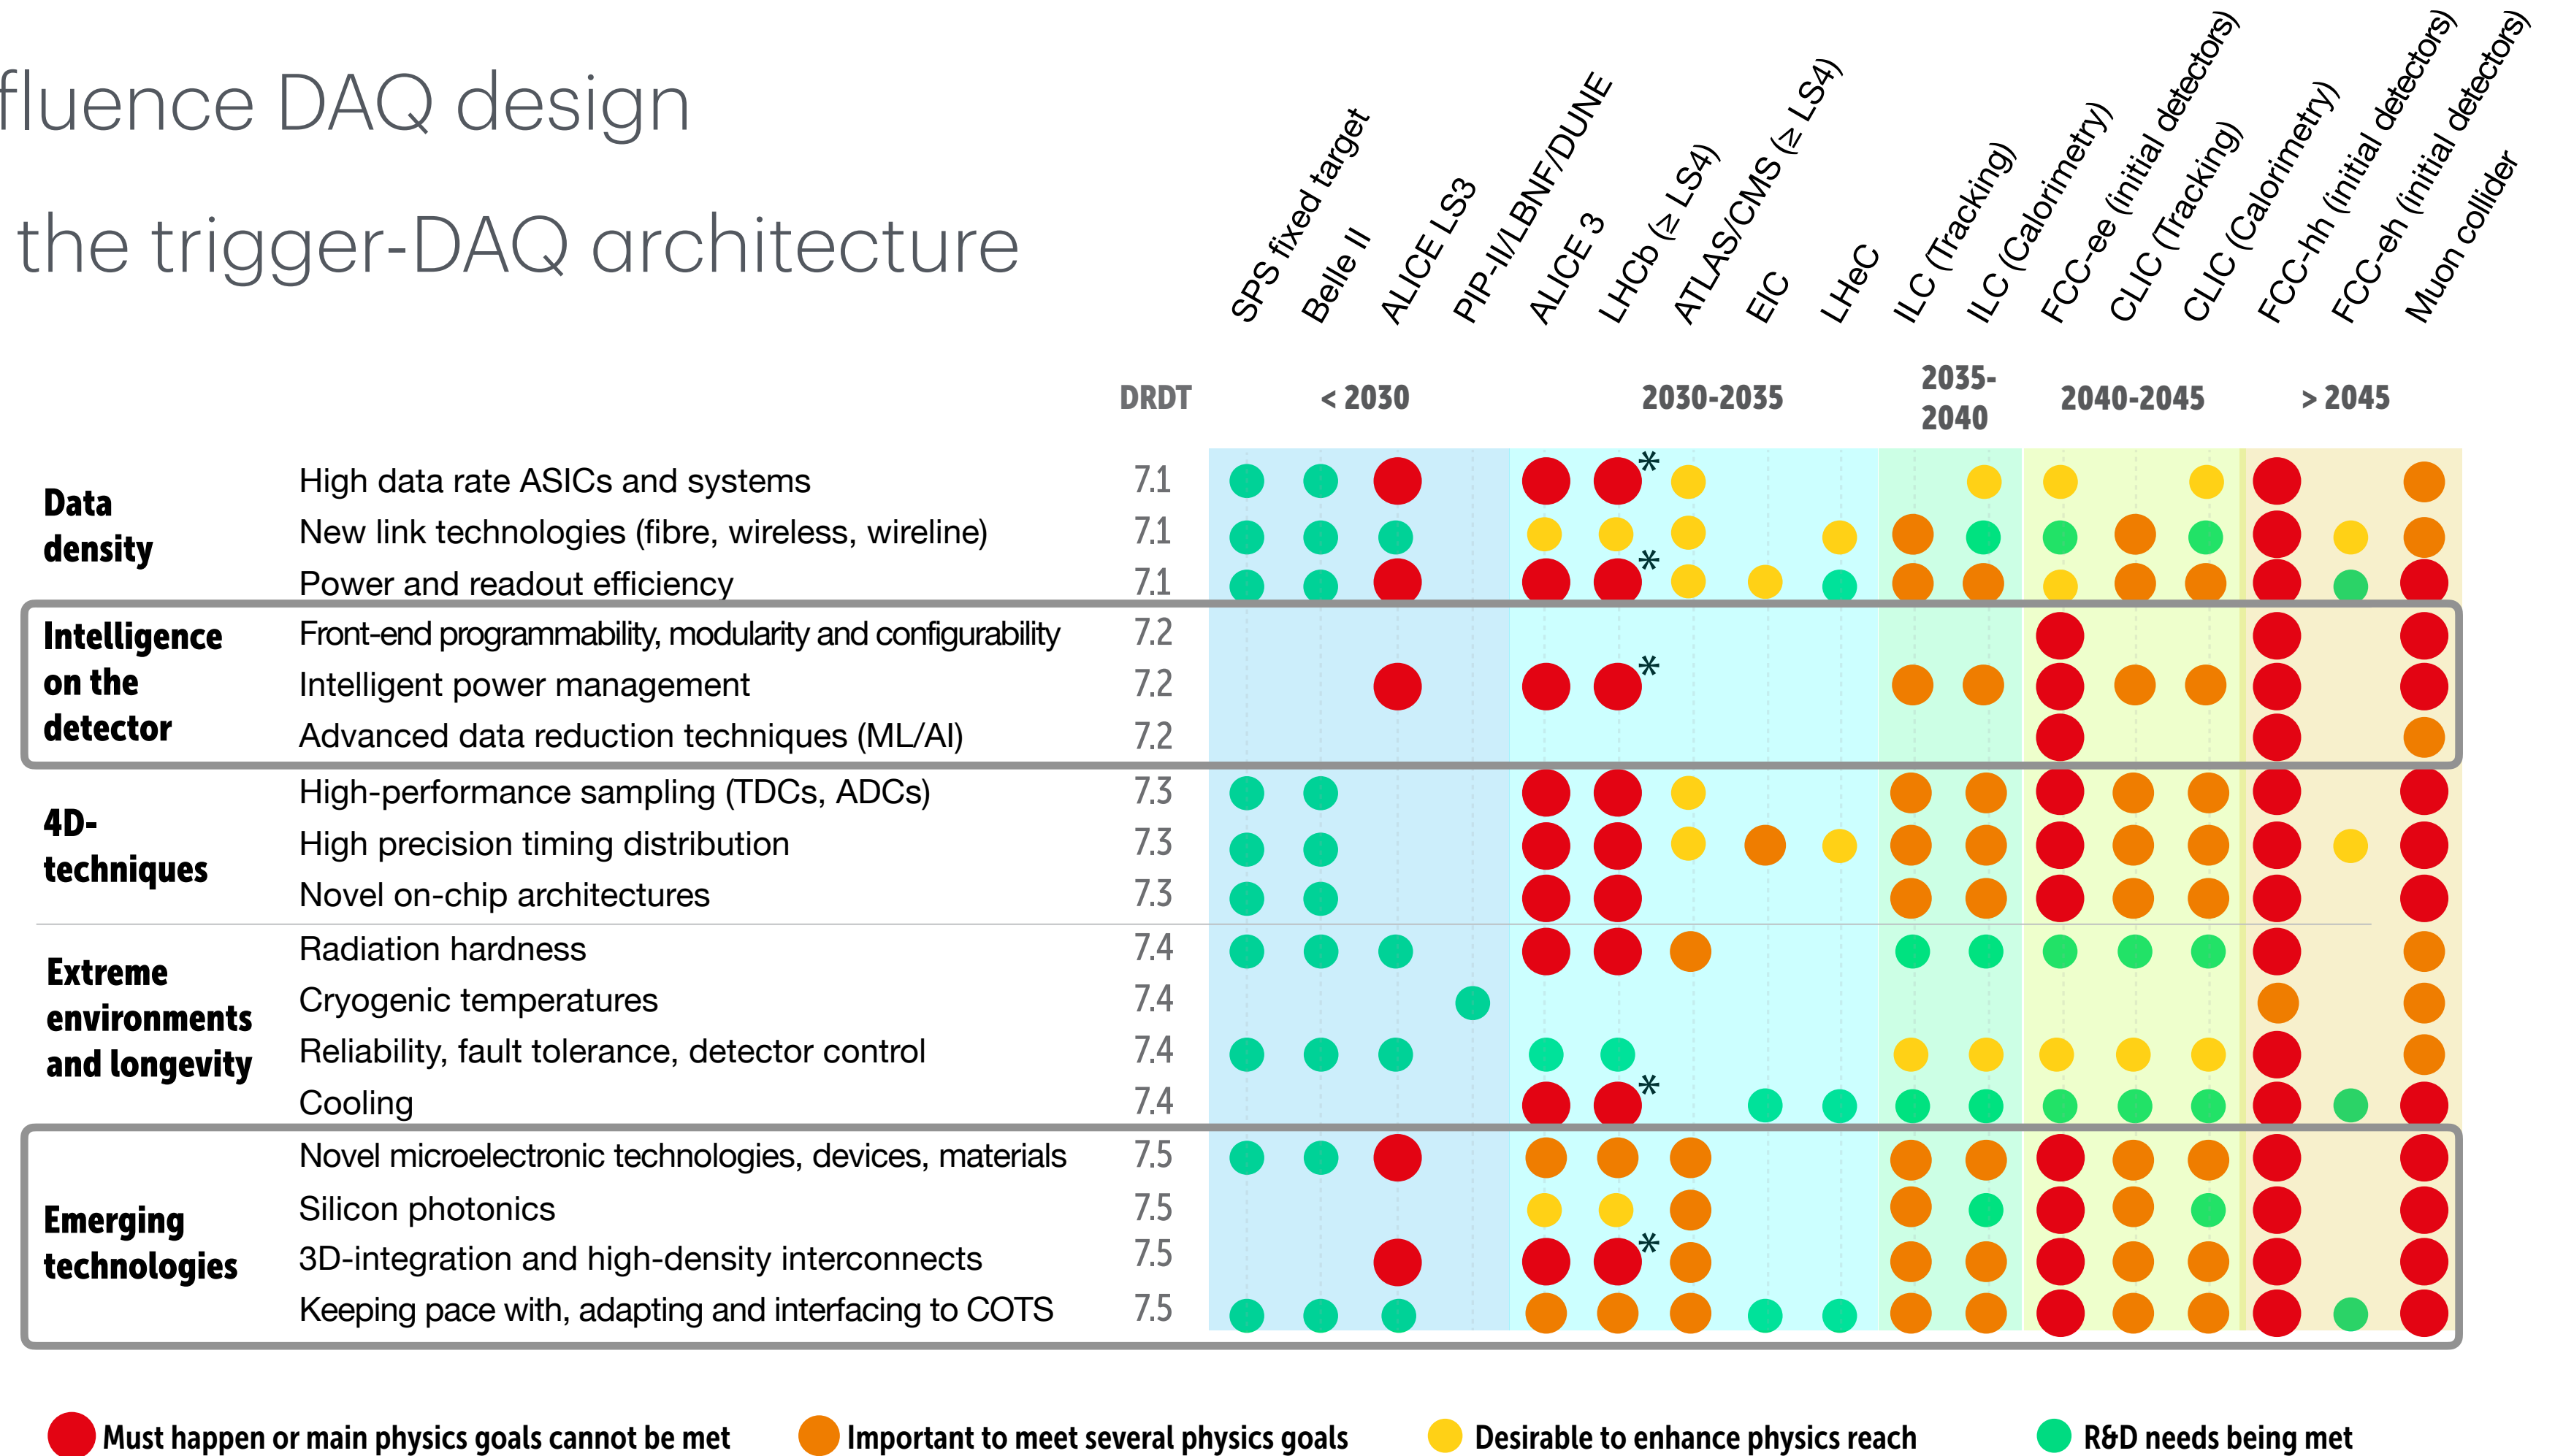 fluence DAQ design
the trigger-DAQ architecture
SPS fixed target
Belle II
ALICE LS3
PIP-II/LBNF/DUNE
ALICE 3
LHCb (≥ LS4)
ATLAS/CMS (≥ LS4)
EIC
LHeC
ILC (Tracking)
ILC (Calorimetry)
FCC-ee (initial detectors)
CLIC (Tracking)
CLIC (Calorimetry)
FCC-hh (initial detectors)
FCC-eh (initial detectors)
Muon collider
DRDT
< 2030
2030-2035
2035-
2040
2040-2045
> 2045
Data
density
High data rate ASICs and systems 7.1 *
New link technologies (fibre, wireless, wireline) 7.1
Power and readout efficiency 7.1 *
Intelligence
on the
detector
Front-end programmability, modularity and configurability 7.2
Intelligent power management 7.2 *
Advanced data reduction techniques (ML/AI) 7.2
4D-
techniques
High-performance sampling (TDCs, ADCs) 7.3
High precision timing distribution 7.3
Novel on-chip architectures 7.3
Extreme
environments
and longevity
Radiation hardness 7.4
Cryogenic temperatures 7.4
Reliability, fault tolerance, detector control 7.4
Cooling 7.4 *
Emerging
technologies
Novel microelectronic technologies, devices, materials 7.5
Silicon photonics 7.5
3D-integration and high-density interconnects 7.5 *
Keeping pace with, adapting and interfacing to COTS 7.5
Must happen or main physics goals cannot be met
Important to meet several physics goals
Desirable to enhance physics reach
R&D needs being met